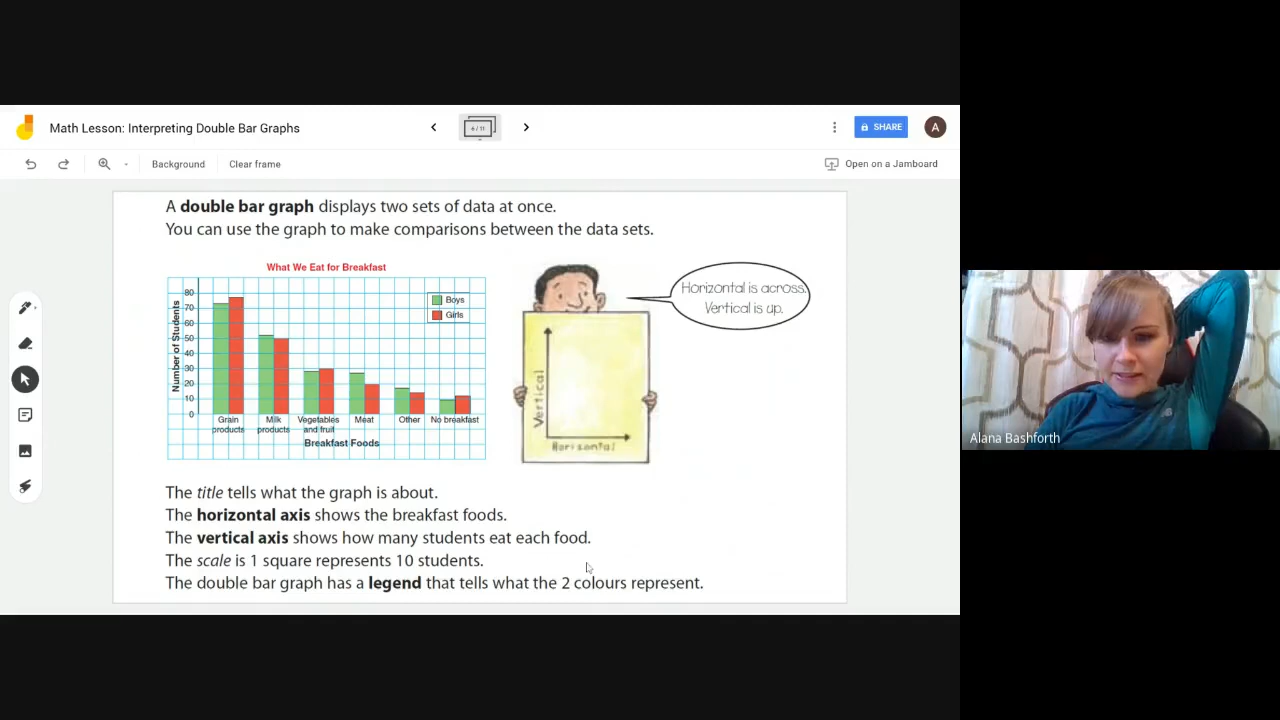 Math Lesson: Interpreting Double Bar Graphs
6 / 11
SHARE
A
Background
Clear frame
Open on a Jamboard
A double bar graph displays two sets of data at once.
You can use the graph to make comparisons between the data sets.
What We Eat for Breakfast
Number of Students
80
70
60
50
40
30
20
10
0
Boys
Girls
Grain products
Milk products
Vegetables and fruit
Meat
Other
No breakfast
Breakfast Foods
Horizontal is across.
Vertical is up.
Vertical
Horizontal
The title tells what the graph is about.
The horizontal axis shows the breakfast foods.
The vertical axis shows how many students eat each food.
The scale is 1 square represents 10 students.
The double bar graph has a legend that tells what the 2 colours represent.
Alana Bashforth